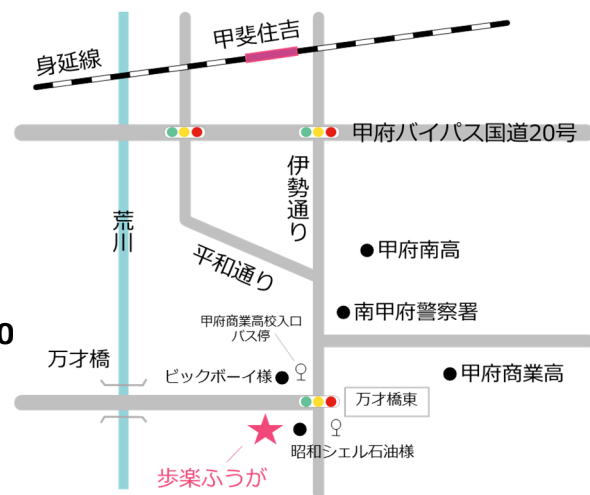 甲斐住吉
身延線
甲府バイパス国道20号
伊勢通り
荒川
平和通り
甲府南高
南甲府警察署
甲府商業高校入口
バス停
0
万才橋
ビックボーイ様
甲府商業高
万才橋東
昭和シェル石油様
歩楽ふうが